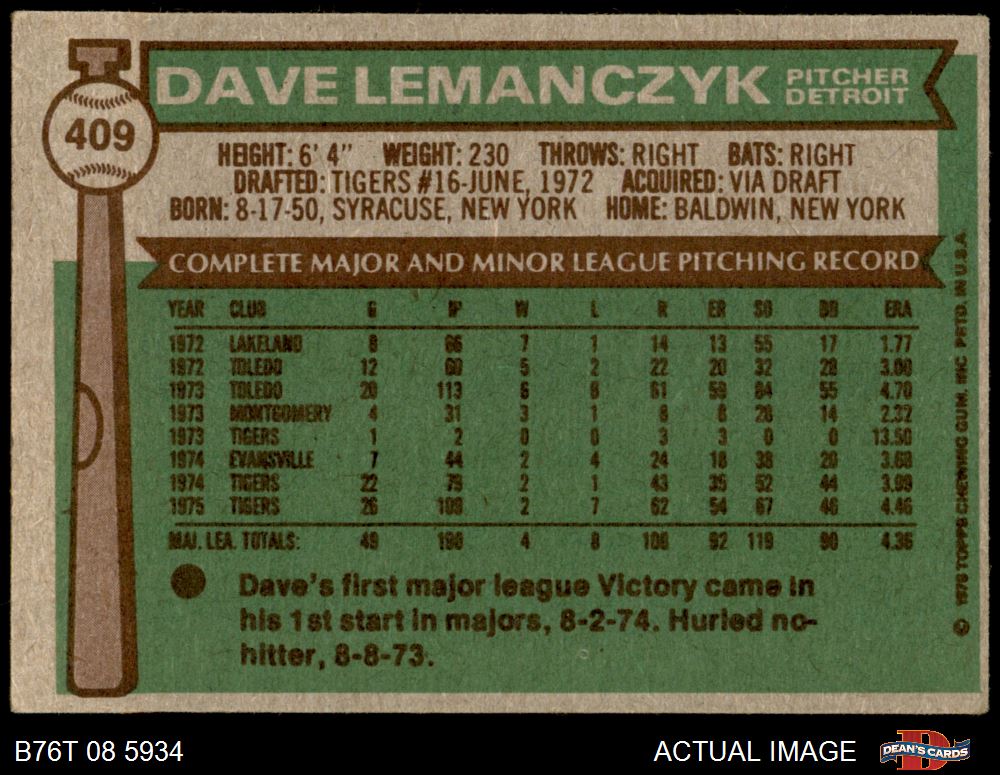 DAVE LEMANCZYK PITCHER
DETROIT
409
HEIGHT: 6' 4" WEIGHT: 230 THROWS: RIGHT BATS: RIGHT
DRAFTED: TIGERS #16-JUNE, 1972 ACQUIRED: VIA DRAFT
BORN: 8-17-50, SYRACUSE, NEW YORK HOME: BALDWIN, NEW YORK
COMPLETE MAJOR AND MINOR LEAGUE PITCHING RECORD
YEAR CLUB G IP W L R ER SO BB ERA
1972 LAKELAND 8 66 7 1 14 13 55 17 1.77
1972 TOLEDO 12 60 5 2 22 20 32 28 3.00
1973 TOLEDO 20 113 6 8 61 59 84 55 4.70
1973 MONTGOMERY 4 31 3 1 8 8 26 14 2.32
1973 TIGERS 1 2 0 0 3 3 0 0 13.50
1974 EVANSVILLE 7 44 2 4 24 18 38 20 3.68
1974 TIGERS 22 79 2 1 43 35 52 44 3.99
1975 TIGERS 26 109 2 7 62 54 67 46 4.46
MAJ. LEA. TOTALS: 49 190 4 8 108 92 119 90 4.36
Dave's first major league Victory came in
his 1st start in majors, 8-2-74. Hurled no-
hitter, 8-8-73.
© 1976 TOPPS CHEWING GUM, INC PRTD. IN U.S.A.
B76T 08 5934 ACTUAL IMAGE DEAN'S CARDS